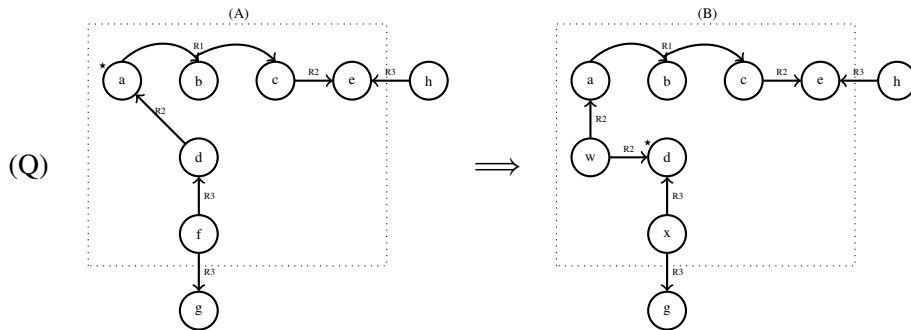 (A) (B)
R1 R1
★ a b c R2 e R3 h a b c R2 e R3 h
R2 R2
d w R2 ★ d
(Q) ⟹
R3 R3
f x
R3 R3
g g